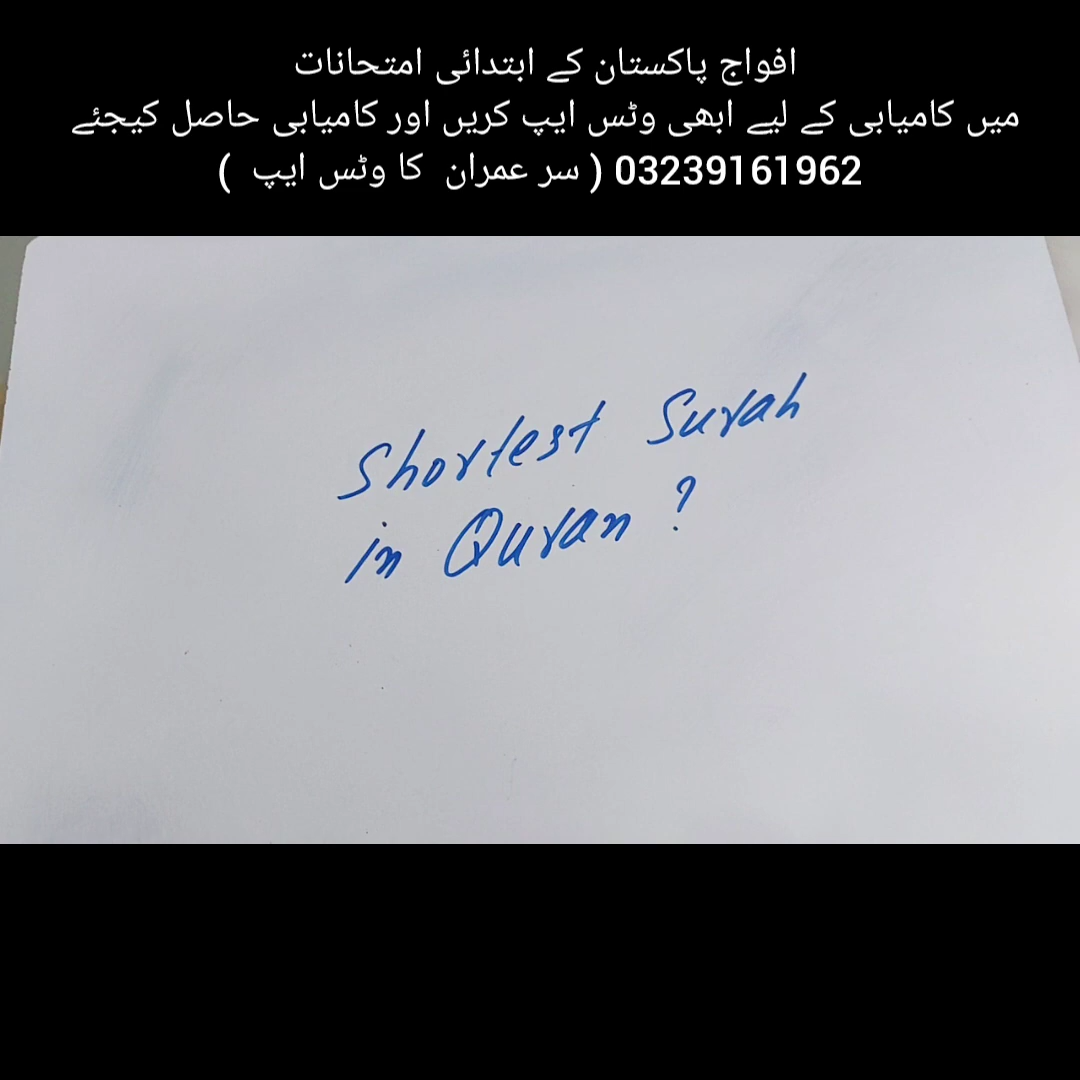 افواج پاکستان کے ابتدائی امتحانات
میں کامیابی کے لیے ابھی وٹس ایپ کریں اور کامیابی حاصل کیجئے
03239161962 ( سر عمران کا وٹس ایپ )
Shortest Surah
in Quran ?